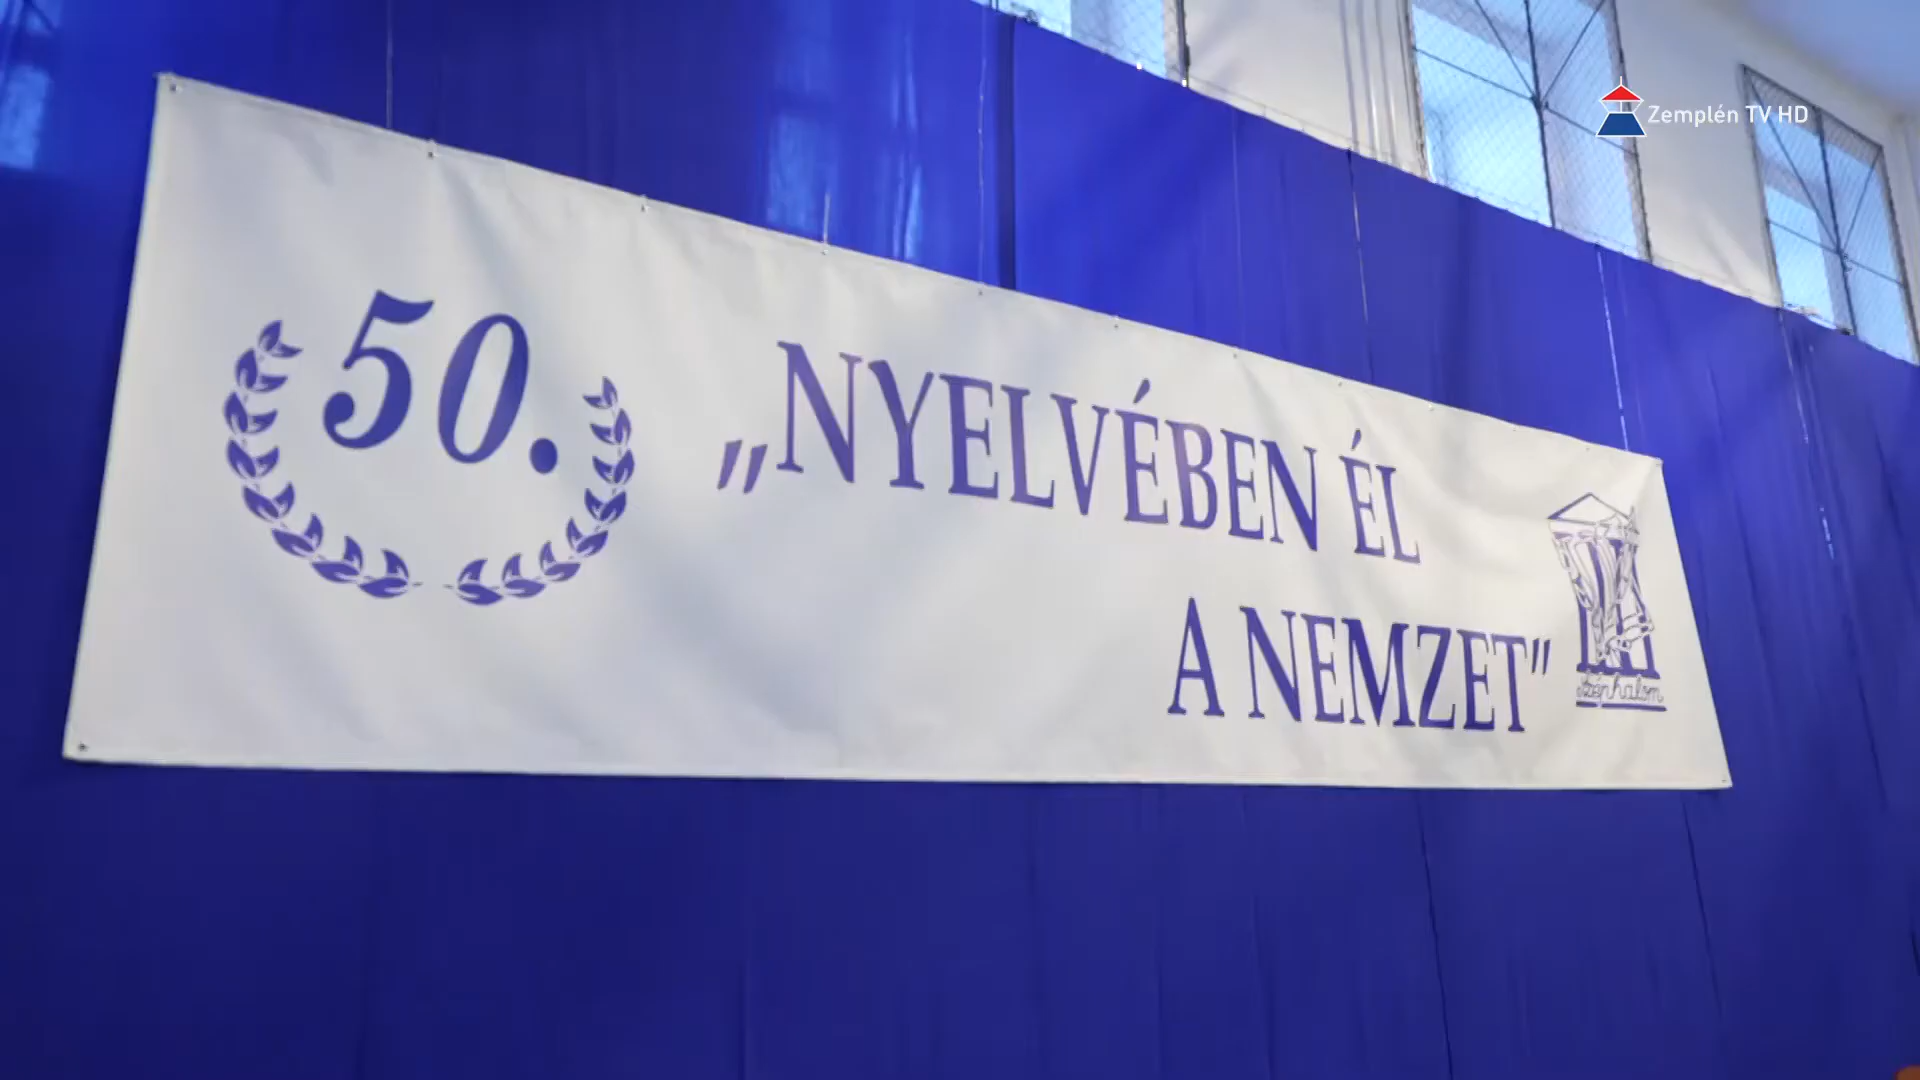 Zemplén TV HD
50.
„NYELVÉBEN ÉL
A NEMZET"
Széphalom